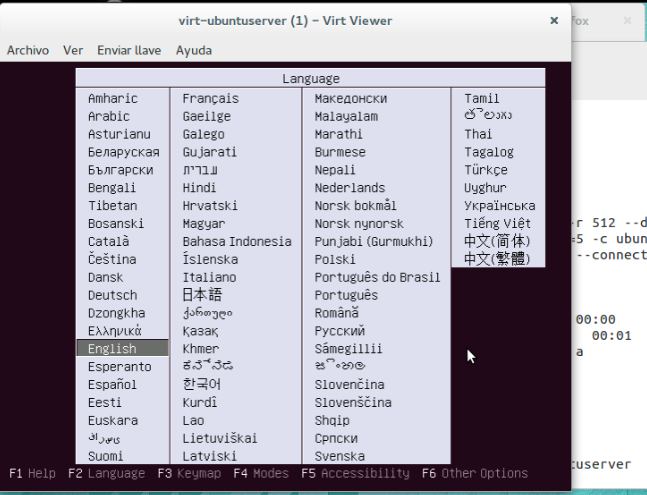 virt-ubuntuserver (1) – Virt Viewer
×
fox
×
Archivo Ver Enviar llave Ayuda
Language
Amharic
Arabic
Asturianu
Беларуская
Български
Bengali
Tibetan
Bosanski
Català
Čeština
Dansk
Deutsch
Dzongkha
Ελληνικά
English
Esperanto
Español
Eesti
Euskara
Suomi
Français
Gaeilge
Galego
Gujarati
עברית
Hindi
Hrvatski
Magyar
Bahasa Indonesia
Íslenska
Italiano
日本語
ქართული
Қазақ
Khmer
ಕನ್ನಡ
한국어
Kurdî
Lao
Lietuviškai
Latviski
Македонски
Malayalam
Marathi
Burmese
Nepali
Nederlands
Norsk bokmål
Norsk nynorsk
Punjabi (Gurmukhi)
Polski
Português do Brasil
Português
Română
Русский
Sámegillii
සිංහල
Slovenčina
Slovenščina
Shqip
Српски
Svenska
Tamil
తెలుగు
Thai
Tagalog
Türkçe
Uyghur
Українська
Tiếng Việt
中文(简体)
中文(繁體)
F1 Help F2 Language F3 Keymap F4 Modes F5 Accessibility F6 Other Options
r 512 --d
=5 -c ubun
--connect
00:00
00:01
a
tuserver